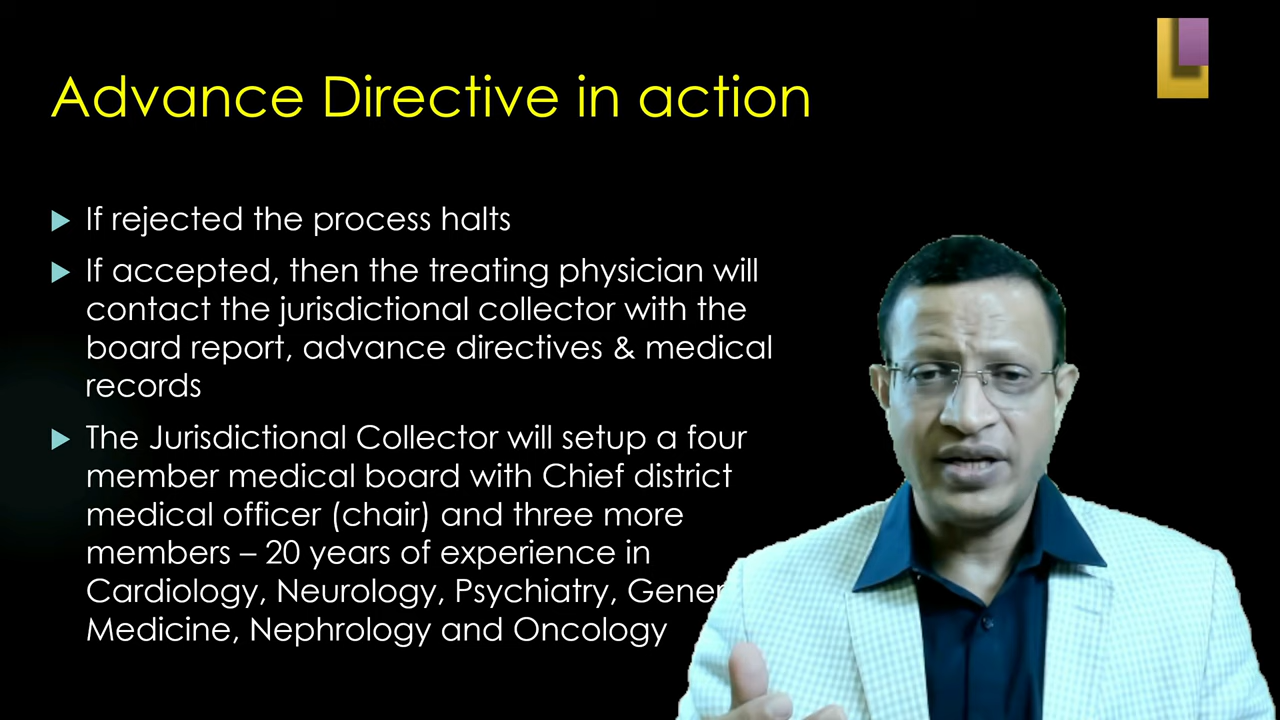 Advance Directive in action
If rejected the process halts
If accepted, then the treating physician will
contact the jurisdictional collector with the
board report, advance directives & medical
records
The Jurisdictional Collector will setup a four
member medical board with Chief district
medical officer (chair) and three more
members – 20 years of experience in
Cardiology, Neurology, Psychiatry,
Medicine, Nephrology and Oncology